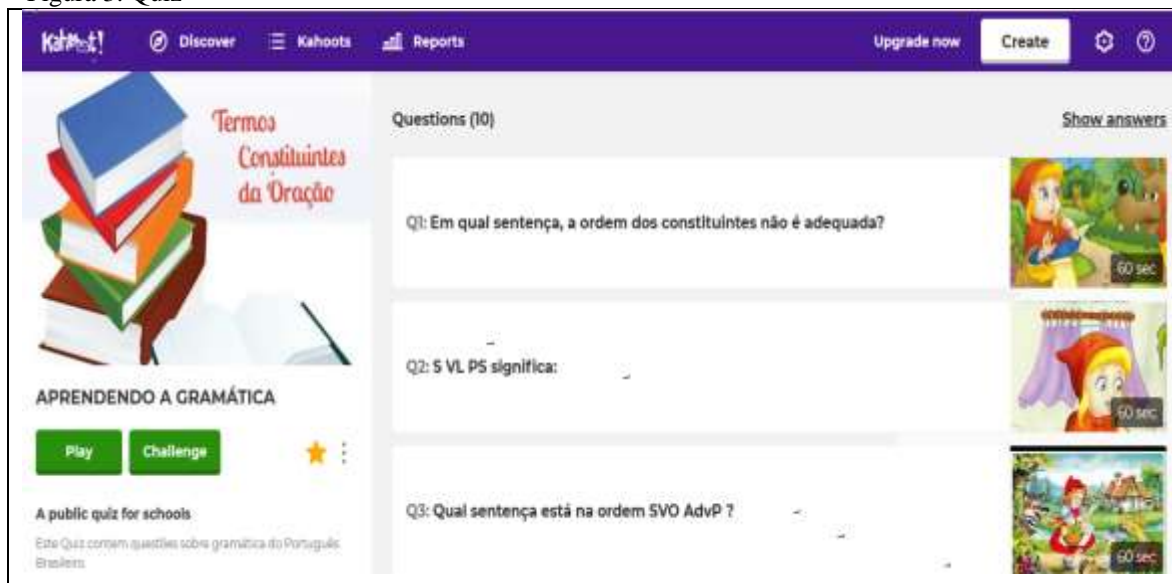 Kahoot!
Discover
Kahoots
Reports
Upgrade now
Create
Termos
Constituintes
da Oração
APRENDENDO A GRAMÁTICA
Play
Challenge
A public quiz for schools
Este Quiz contem questões sobre gramática do Português
Brasileiro
Questions (10)
Show answers
Q1: Em qual sentença, a ordem dos constituintes não é adequada?
60 sec
Q2: S VL PS significa:
60 sec
Q3: Qual sentença está na ordem SVO AdvP ?
60 sec